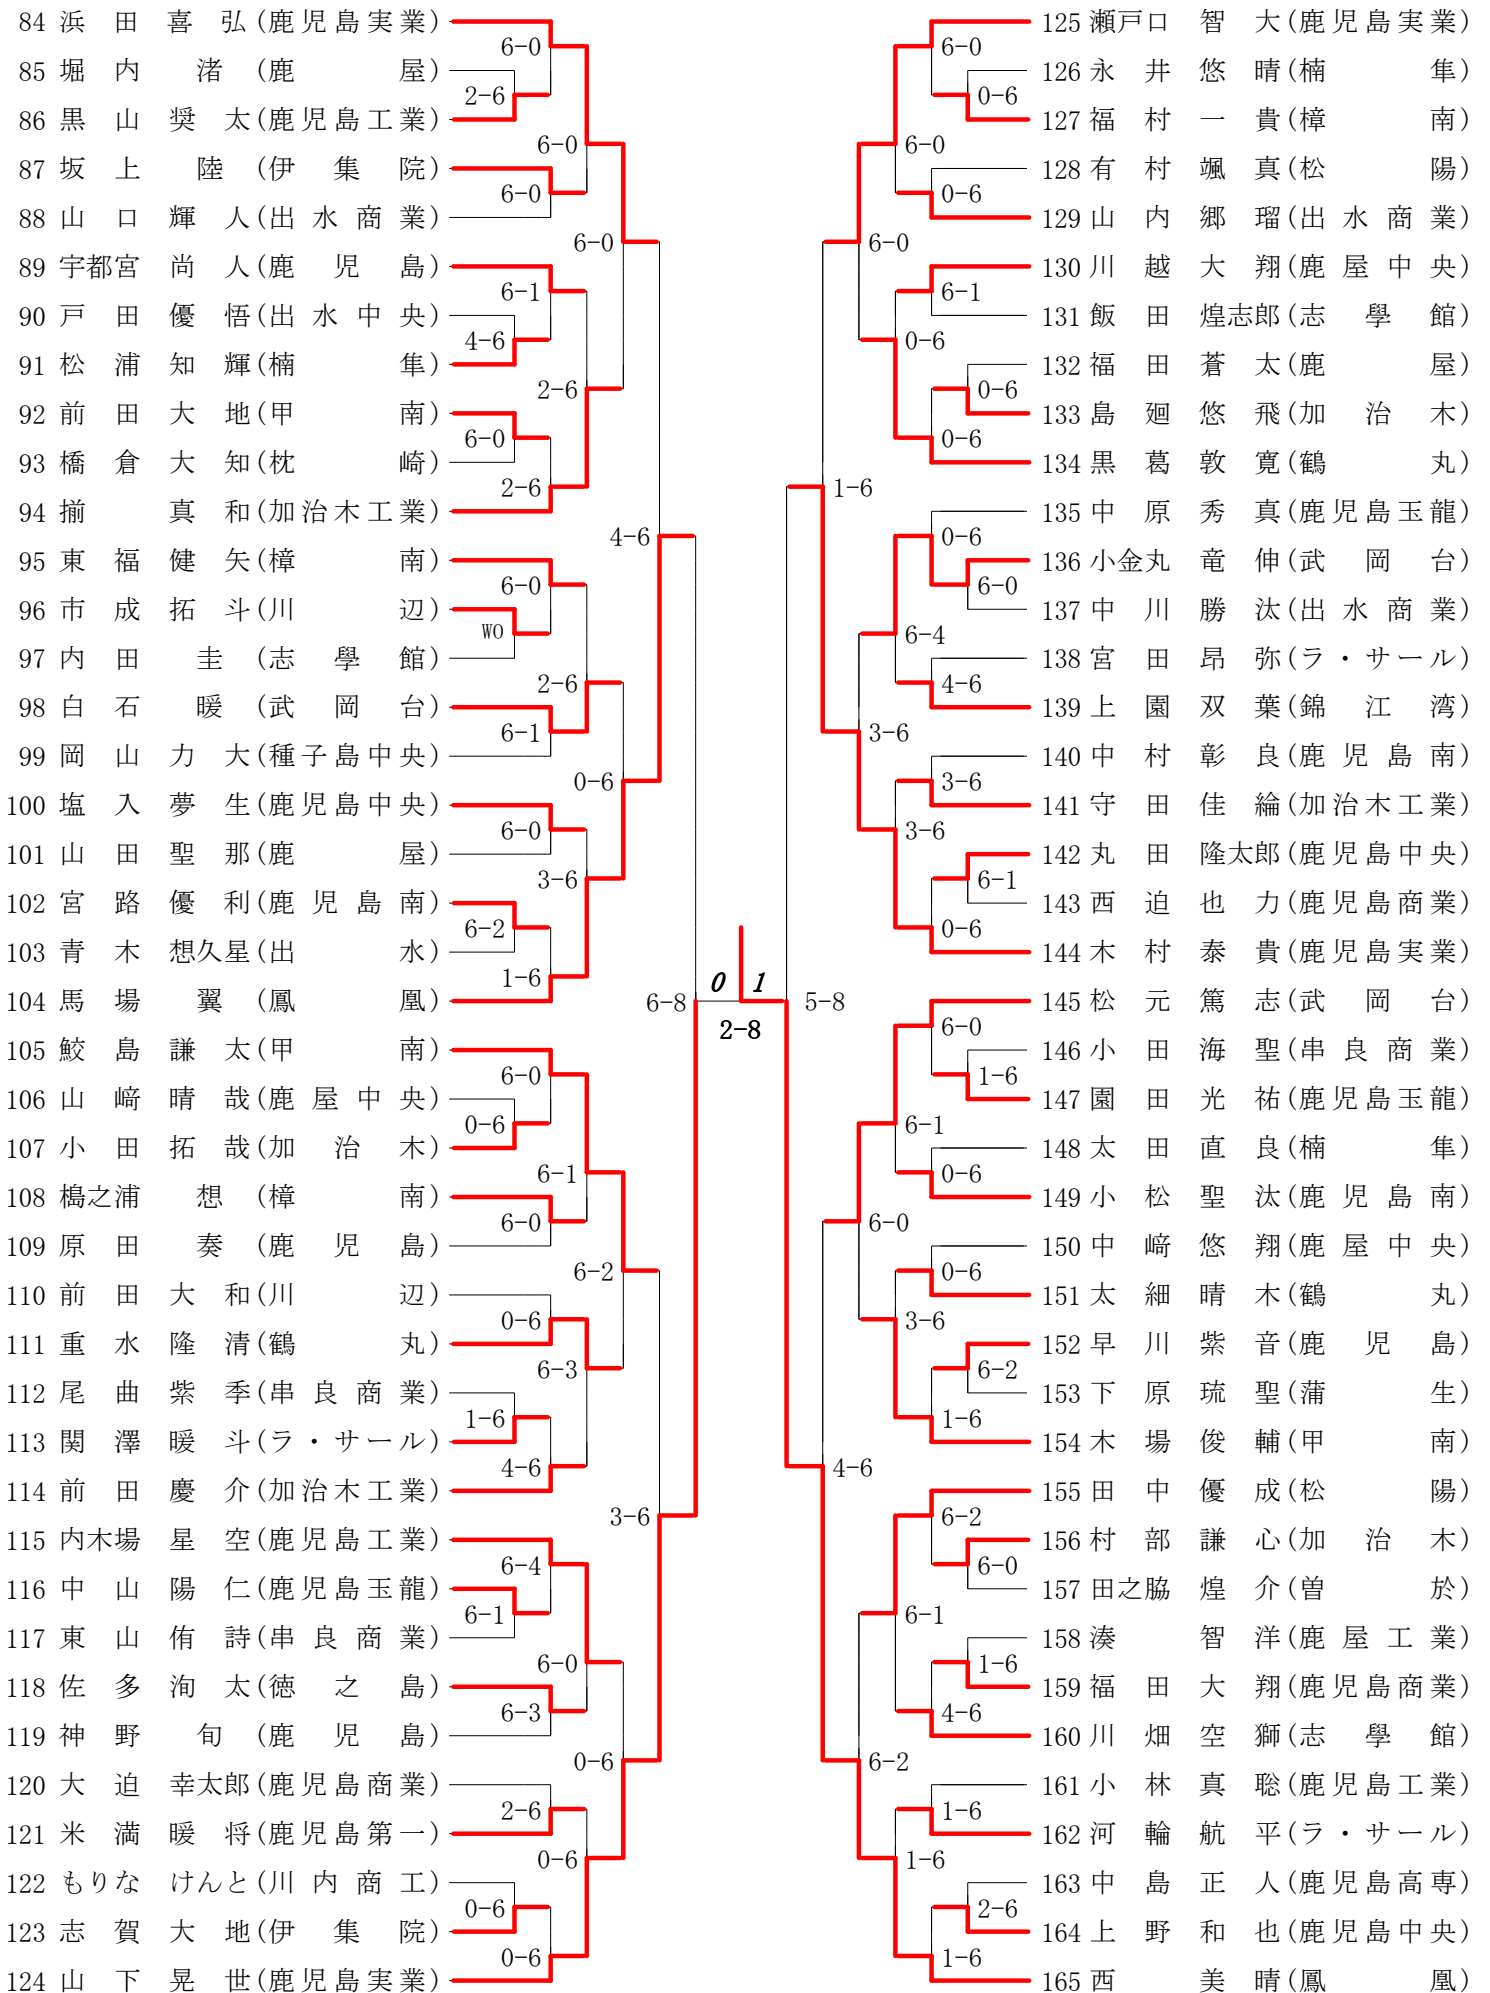 84 浜田喜弘(鹿児島実業)
6-0
85 堀内渚(鹿屋)
2-6
86 黒山奨太(鹿児島工業)
6-0
87 坂上陸(伊集院)
6-0
88 山口輝人(出水商業)
6-0
89 宇都宮尚人(鹿児島)
6-1
90 戸田優悟(出水中央)
4-6
91 松浦知輝(楠隼)
2-6
92 前田大地(甲南)
6-0
93 橋倉大知(枕崎)
2-6
94 揃真和(加治木工業)
4-6
95 東福健矢(樟南)
6-0
96 市成拓斗(川辺)
WO
97 内田圭(志學館)
2-6
98 白石暖(武岡台)
6-1
99 岡山力大(種子島中央)
0-6
100 塩入夢生(鹿児島中央)
6-0
101 山田聖那(鹿屋)
3-6
102 宮路優利(鹿児島南)
6-2
103 青木想久星(出水)
1-6
104 馬場翼(鳳凰)
6-8
105 鮫島謙太(甲南)
6-0
106 山﨑晴哉(鹿屋中央)
0-6
107 小田拓哉(加治木)
6-1
108 樢之浦想(樟南)
6-0
109 原田奏(鹿児島)
6-2
110 前田大和(川辺)
0-6
111 重水隆清(鶴丸)
6-3
112 尾曲紫季(串良商業)
1-6
113 関澤暖斗(ラ・サール)
4-6
114 前田慶介(加治木工業)
3-6
115 内木場星空(鹿児島工業)
6-4
116 中山陽仁(鹿児島玉龍)
6-1
117 東山侑詩(串良商業)
6-0
118 佐多洵太(徳之島)
6-3
119 神野旬(鹿児島)
0-6
120 大迫幸太郎(鹿児島商業)
2-6
121 米満暖将(鹿児島第一)
0-6
122 もりなけんと(川内商工)
0-6
123 志賀大地(伊集院)
0-6
124 山下晃世(鹿児島実業)
0 1
2-8
125 瀬戸口智大(鹿児島実業)
6-0
126 永井悠晴(楠隼)
0-6
127 福村一貴(樟南)
6-0
128 有村颯真(松陽)
0-6
129 山内郷瑠(出水商業)
6-0
130 川越大翔(鹿屋中央)
6-1
131 飯田煌志郎(志學館)
0-6
132 福田蒼太(鹿屋)
0-6
133 島廻悠飛(加治木)
0-6
134 黒葛敦寛(鶴丸)
1-6
135 中原秀真(鹿児島玉龍)
0-6
136 小金丸竜伸(武岡台)
6-0
137 中川勝汰(出水商業)
6-4
138 宮田昂弥(ラ・サール)
4-6
139 上園双葉(錦江湾)
3-6
140 中村彰良(鹿児島南)
3-6
141 守田佳綸(加治木工業)
3-6
142 丸田隆太郎(鹿児島中央)
6-1
143 西迫也力(鹿児島商業)
0-6
144 木村泰貴(鹿児島実業)
5-8
145 松元篤志(武岡台)
6-0
146 小田海聖(串良商業)
1-6
147 園田光祐(鹿児島玉龍)
6-1
148 太田直良(楠隼)
0-6
149 小松聖汰(鹿児島南)
6-0
150 中﨑悠翔(鹿屋中央)
0-6
151 太細晴木(鶴丸)
3-6
152 早川紫音(鹿児島)
6-2
153 下原琉聖(蒲生)
1-6
154 木場俊輔(甲南)
4-6
155 田中優成(松陽)
6-2
156 村部謙心(加治木)
6-0
157 田之脇煌介(曽於)
6-1
158 湊智洋(鹿屋工業)
1-6
159 福田大翔(鹿児島商業)
4-6
160 川畑空獅(志學館)
6-2
161 小林真聡(鹿児島工業)
1-6
162 河輪航平(ラ・サール)
1-6
163 中島正人(鹿児島高専)
2-6
164 上野和也(鹿児島中央)
1-6
165 西美晴(鳳凰)